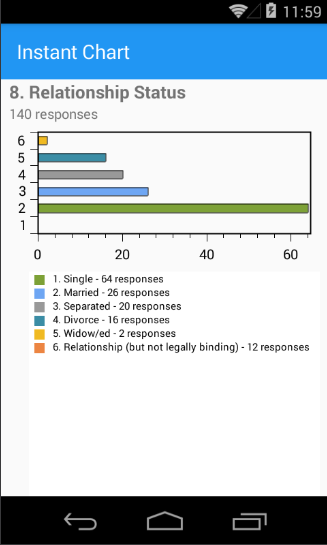 11:59
Instant Chart
8. Relationship Status
140 responses
6
5
4
3
2
1
0 20 40 60
1. Single - 64 responses
2. Married - 26 responses
3. Separated - 20 responses
4. Divorce - 16 responses
5. Widow/ed - 2 responses
6. Relationship (but not legally binding) - 12 responses